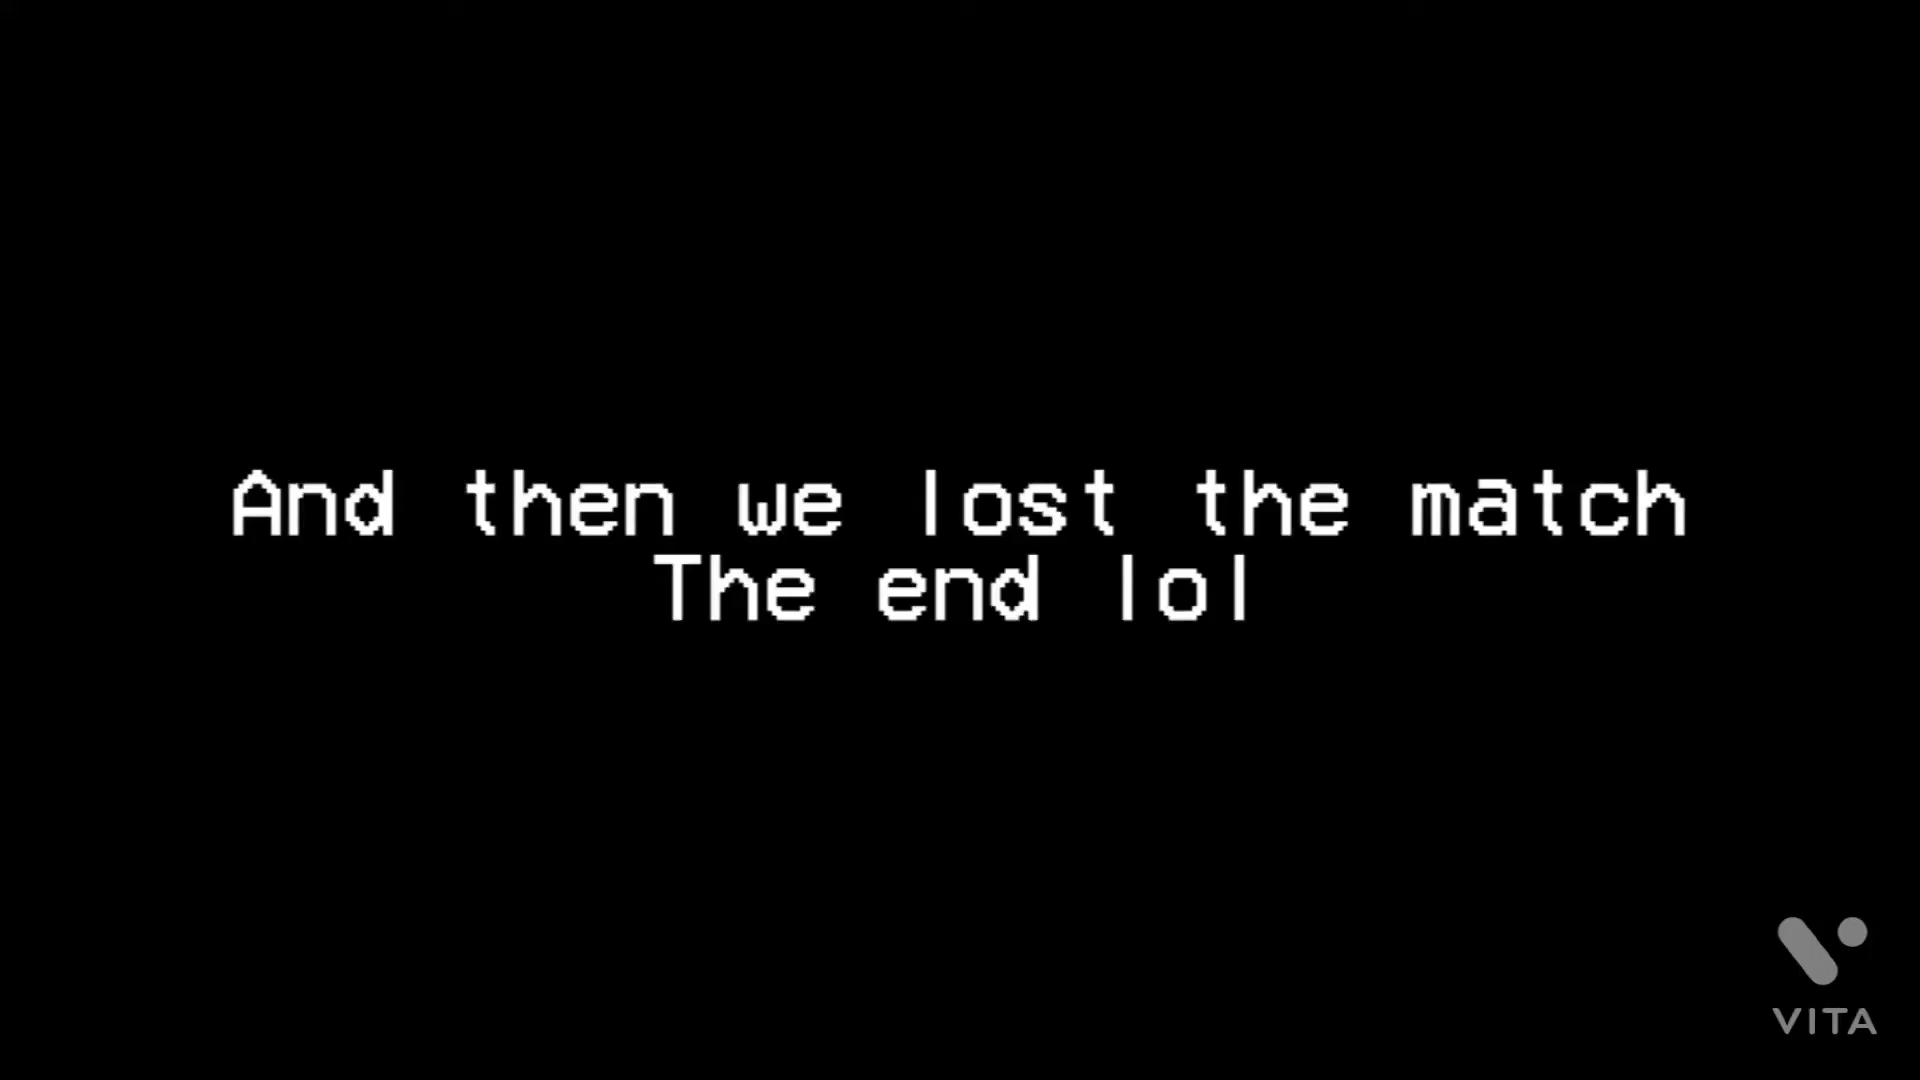 And then we lost the match
The end lol
VITA